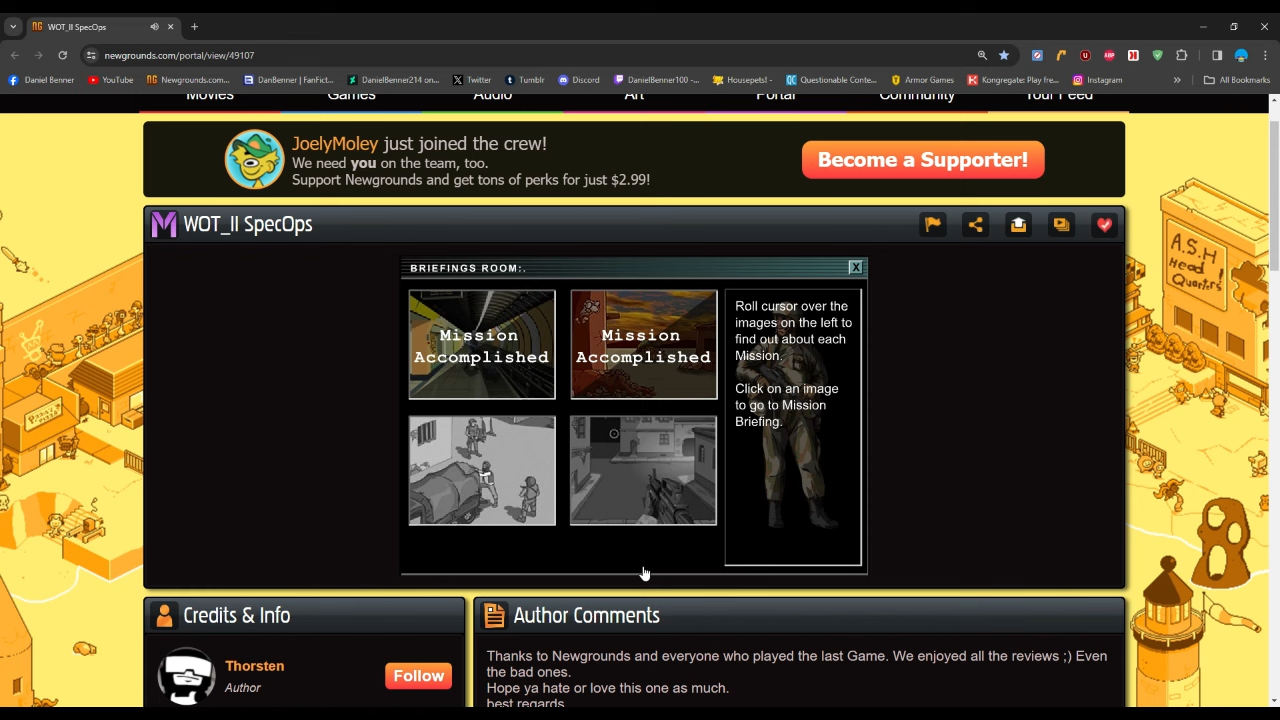 WOT_II SpecOps
newgrounds.com/portal/view/49107
Daniel Benner
YouTube
Newgrounds.com...
DanBenner | FanFict...
DanielBenner214 on...
Twitter
Tumblr
Discord
DanielBenner100 -...
Housepets! -
Questionable Conte...
Armor Games
Kongregate: Play fre...
Instagram
»
All Bookmarks
Movies
Games
Audio
Art
Portal
Community
Your Feed
JoelyMoley just joined the crew!
We need you on the team, too.
Support Newgrounds and get tons of perks for just $2.99!
Become a Supporter!
WOT_II SpecOps
BRIEFINGS ROOM:.
X
Mission
Accomplished
Mission
Accomplished
Roll cursor over the
images on the left to
find out about each
Mission.
Click on an image
to go to Mission
Briefing.
A.S.H
Head
Quarters
Credits & Info
Thorsten
Author
Follow
Author Comments
Thanks to Newgrounds and everyone who played the last Game. We enjoyed all the reviews ;) Even
the bad ones.
Hope ya hate or love this one as much.
best regards